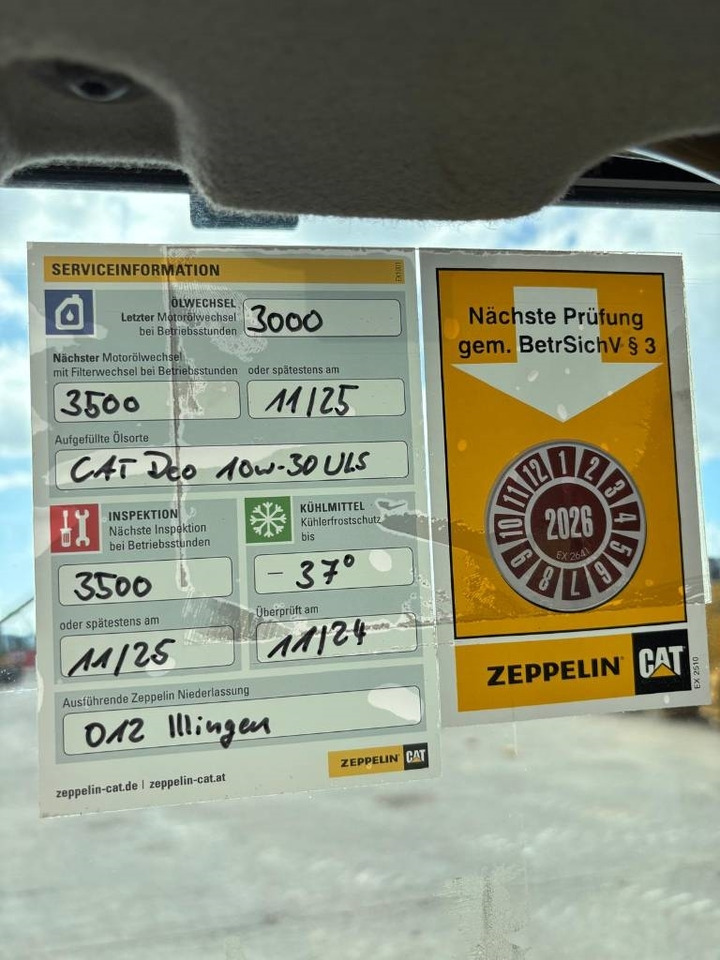 SERVICEINFORMATION
ÖLWECHSEL
Letzter Motorölwechsel
bei Betriebsstunden
3000
Nächster Motorölwechsel
mit Filterwechsel bei Betriebsstunden
3500
oder spätestens am
11/25
Aufgefüllte Ölsorte
CAT Deo 10W-30 ULS
INSPEKTION
Nächste Inspektion
bei Betriebsstunden
3500
oder spätestens am
11/25
KÜHLMITTEL
Kühlerfrostschutz
bis
- 37°
Überprüft am
11/24
Ausführende Zeppelin Niederlassung
012 Illingen
zeppelin-cat.de | zeppelin-cat.at
ZEPPELIN CAT
Nächste Prüfung
gem. BetrSichV § 3
12 1 2 3 4 5 6 7 8 9 10 11
2026
ZEPPELIN CAT
EX 2510